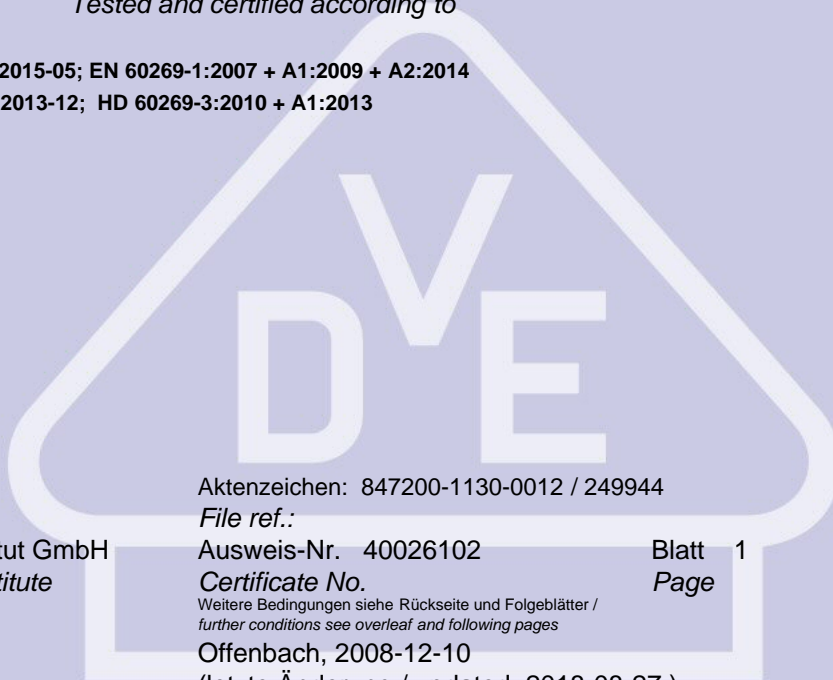 Tested and certified according to
2015-05; EN 60269-1:2007 + A1:2009 + A2:2014
2013-12; HD 60269-3:2010 + A1:2013
V
D E
Aktenzeichen: 847200-1130-0012 / 249944
File ref.:
GmbH Ausweis-Nr. 40026102 Blatt 1
Certificate No. Page
Weitere Bedingungen siehe Rückseite und Folgeblätter /
further conditions see overleaf and following pages
Offenbach, 2008-12-10